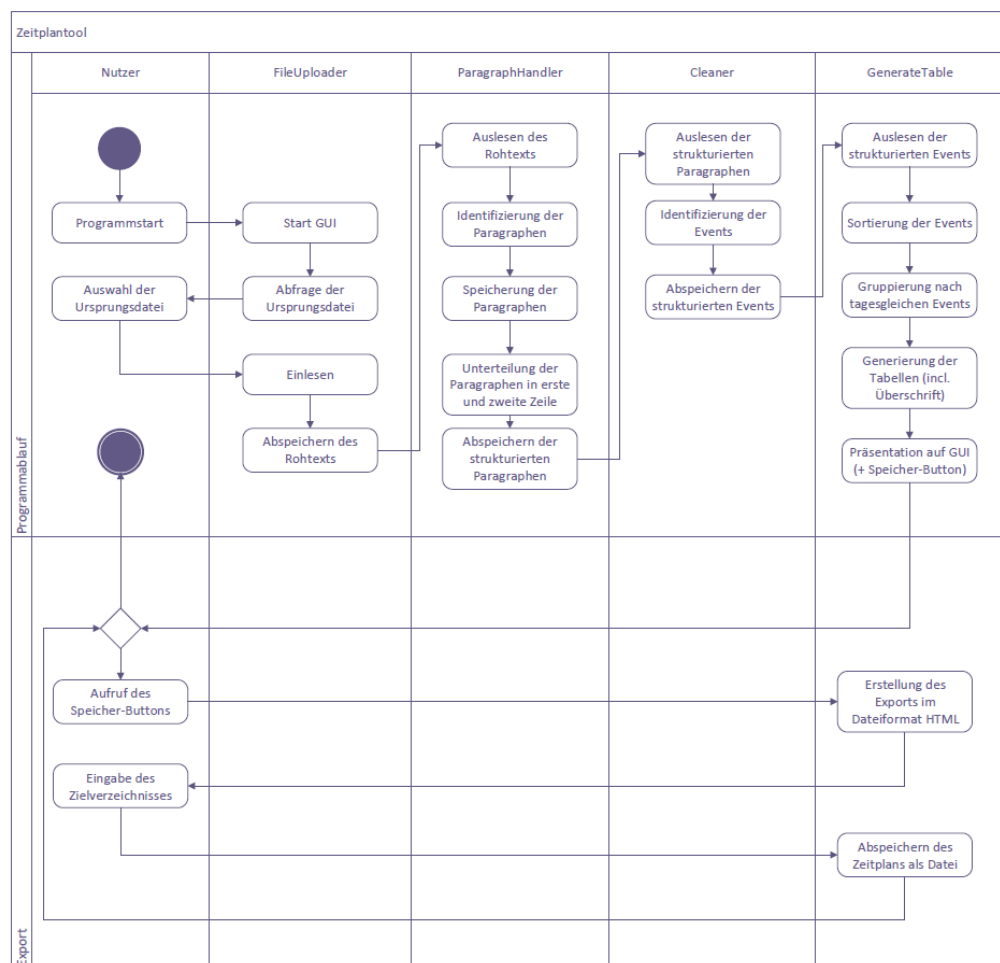 Zeitplantool
Nutzer
FileUploader
ParagraphHandler
Cleaner
GenerateTable
Programmablauf
Programmstart
Auswahl der
Ursprungsdatei
Start GUI
Abfrage der
Ursprungsdatei
Einlesen
Abspeichern des
Rohtexts
Auslesen des
Rohtexts
Identifizierung der
Paragraphen
Speicherung der
Paragraphen
Unterteilung der
Paragraphen in erste
und zweite Zeile
Abspeichern der
strukturierten
Paragraphen
Auslesen der
strukturierten
Paragraphen
Identifizierung der
Events
Abspeichern der
strukturierten Events
Auslesen der
strukturierten Events
Sortierung der Events
Gruppierung nach
tagesgleichen Events
Generierung der
Tabellen (incl.
Überschrift)
Präsentation auf GUI
(+ Speicher-Button)
Export
Aufruf des
Speicher-Buttons
Erstellung des
Exports im
Dateiformat HTML
Eingabe des
Zielverzeichnisses
Abspeichern des
Zeitplans als Datei